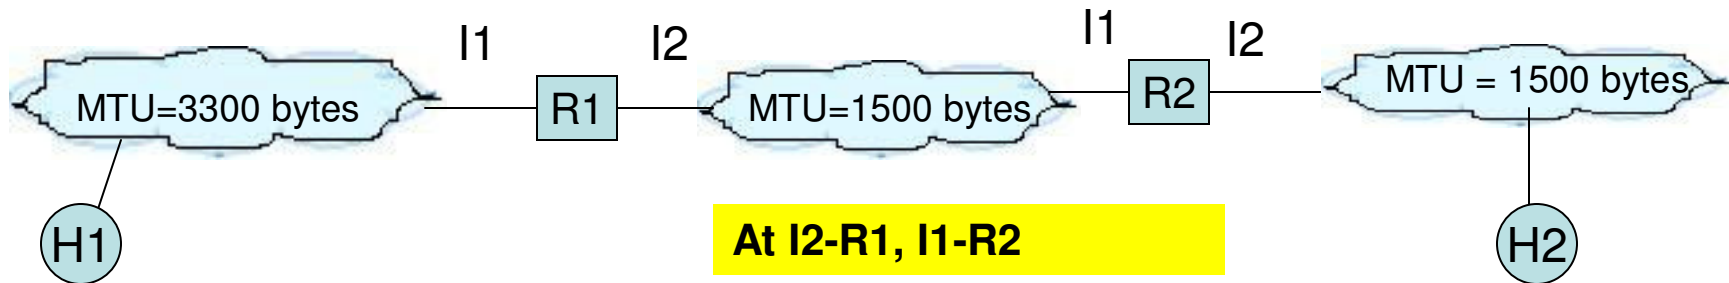 I1
I2
I1
I2
MTU=3300 bytes
R1
MTU=1500 bytes
R2
MTU = 1500 bytes
H1
At I2-R1, I1-R2
H2